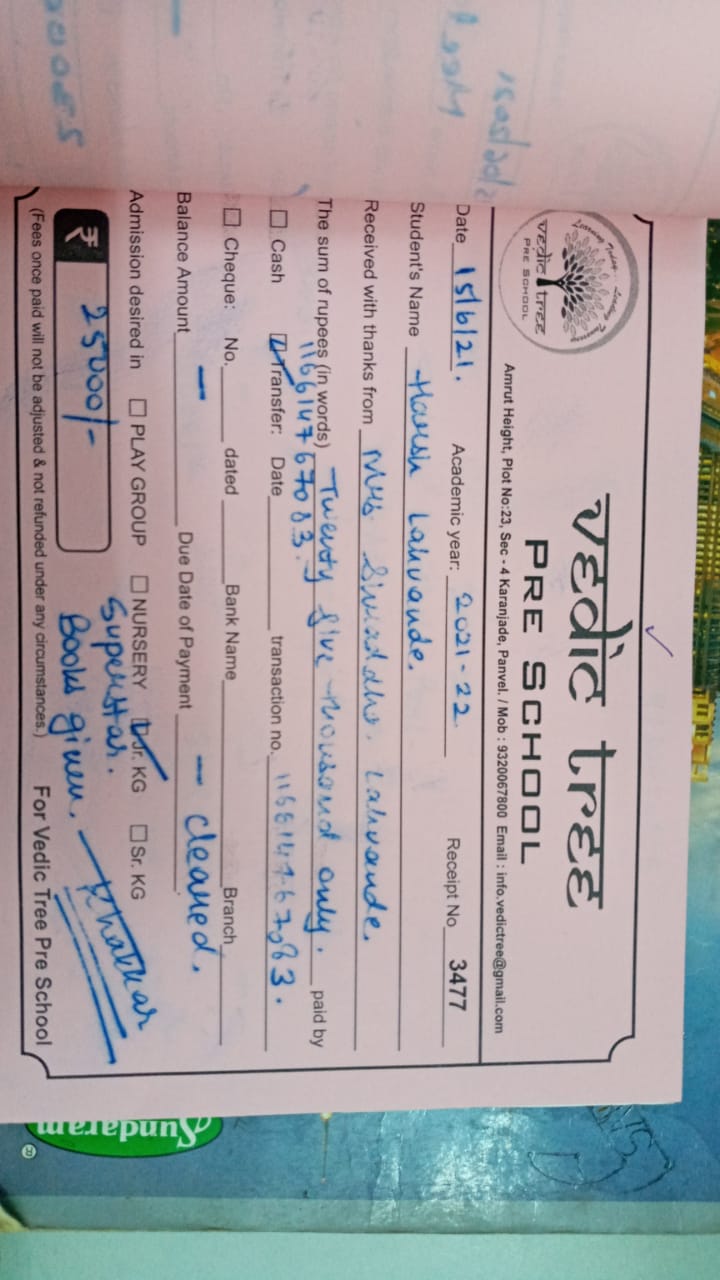 Vedic Tree
PRE SCHOOL
Learning Today... Leading Tomorrow
Vedic Tree
PRE SCHOOL
Amrut Height, Plot No:23, Sec - 4 Karanjade, Panvel. / Mob : 9320067800 Email : info.vedictree@gmail.com
Date 15/6/21. Academic year: 2021-22 Receipt No 3477
Student's Name Harsh Lahvande.
Received with thanks from Mrs Lahvande.
The sum of rupees (in words) Twenty five thousand only. paid by
116614767083.
Cash Transfer: Date transaction no. 116614767083.
Cheque: No. dated Bank Name Branch
Balance Amount — Due Date of Payment — cleared.
Admission desired in PLAY GROUP NURSERY Jr. KG Sr. KG
Superstar.
₹ 25000/- Books given.
(Fees once paid will not be adjusted & not refunded under any circumstances.) For Vedic Tree Pre School
Sundaram